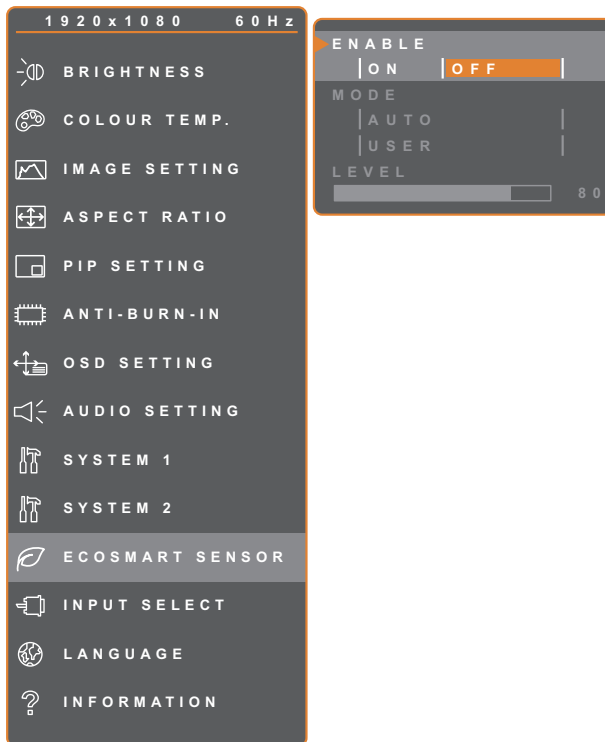 1920x1080 60Hz
BRIGHTNESS
COLOUR TEMP.
IMAGE SETTING
ASPECT RATIO
PIP SETTING
ANTI-BURN-IN
OSD SETTING
AUDIO SETTING
SYSTEM 1
SYSTEM 2
ECOSMART SENSOR
INPUT SELECT
LANGUAGE
INFORMATION
ENABLE
ON OFF
MODE
AUTO
USER
LEVEL
80